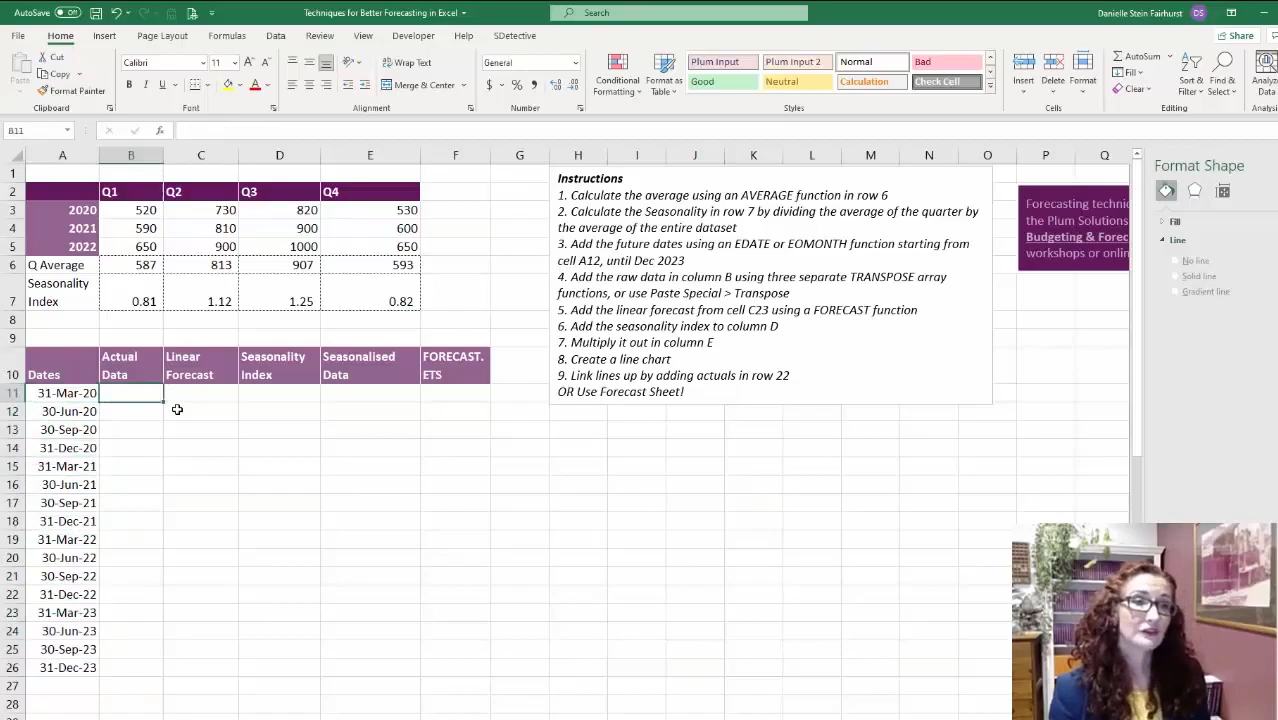 AutoSave Off Techniques for Better Forecasting in Excel Search Danielle Stein Fairhurst DS
File Home Insert Page Layout Formulas Data Review View Developer Help SDetective Share
Paste Cut Copy Format Painter Clipboard
Calibri 11 B I U Font
Wrap Text Merge & Center Alignment
General $ % Number
Conditional Formatting Format as Table
Plum Input Plum Input 2 Normal Bad
Good Neutral Calculation Check Cell
Styles
Insert Delete Format Cells
AutoSum Fill Clear Sort & Filter Find & Select Editing
Analyze Data
B11 fx
A B C D E F G H I J K L M N O P Q
1
2 Q1 Q2 Q3 Q4
3 2020 520 730 820 530
4 2021 590 810 900 600
5 2022 650 900 1000 650
6 Q Average 587 813 907 593
7 Seasonality Index 0.81 1.12 1.25 0.82
8
9
10 Dates Actual Data Linear Forecast Seasonality Index Seasonalised Data FORECAST. ETS
11 31-Mar-20
12 30-Jun-20
13 30-Sep-20
14 31-Dec-20
15 31-Mar-21
16 30-Jun-21
17 30-Sep-21
18 31-Dec-21
19 31-Mar-22
20 30-Jun-22
21 30-Sep-22
22 31-Dec-22
23 31-Mar-23
24 30-Jun-23
25 30-Sep-23
26 31-Dec-23
27
28
Instructions
1. Calculate the average using an AVERAGE function in row 6
2. Calculate the Seasonality in row 7 by dividing the average of the quarter by
the average of the entire dataset
3. Add the future dates using an EDATE or EOMONTH function starting from
cell A12, until Dec 2023
4. Add the raw data in column B using three separate TRANSPOSE array
functions, or use Paste Special > Transpose
5. Add the linear forecast from cell C23 using a FORECAST function
6. Add the seasonality index to column D
7. Multiply it out in column E
8. Create a line chart
9. Link lines up by adding actuals in row 22
OR Use Forecast Sheet!
Forecasting techni
the Plum Solutions
Budgeting & Forec
workshops or onlin
Format Shape
Fill
Line
No line
Solid line
Gradient line